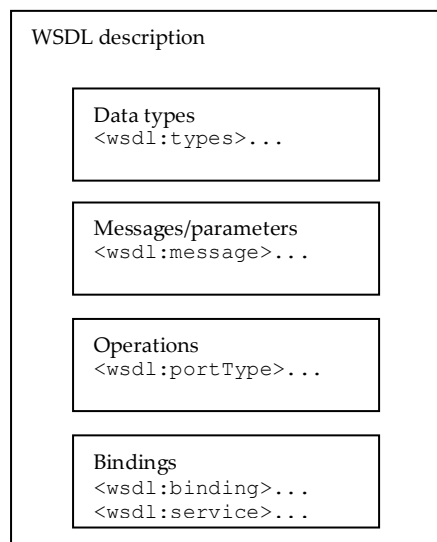 WSDL description
Data types
<wsdl:types>...
Messages/parameters
<wsdl:message>...
Operations
<wsdl:portType>...
Bindings
<wsdl:binding>...
<wsdl:service>...